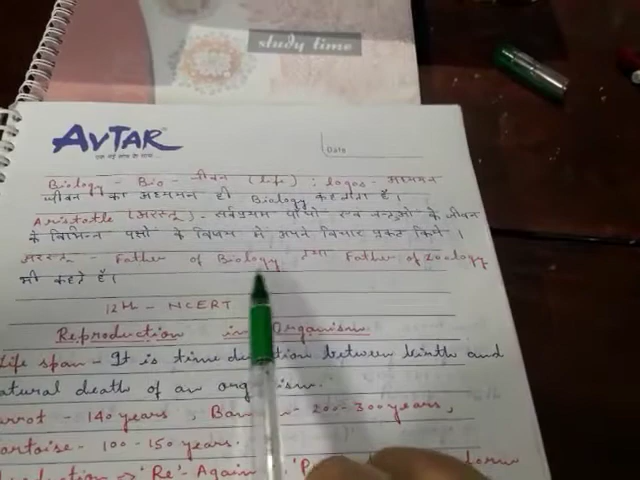 study time
AVTAR
Date
Biology - Bio - जीवन (life) : logos - अध्ययन
जीवन का अध्ययन ही Biology कहलाता है।
Aristotle (अरस्तू) - सर्वप्रथम पौधो एवं जन्तुओ के जीवन
के विभिन्न पक्षो के विषय मे अपने विचार प्रकट किये।
अरस्तू - Father of Biology तथा Father of Zoology
भी कहते है।
12th - NCERT
Reproduction in Organism
Life span - It is time between birth and
natural death of an organism.
Parrot - 140 years, 200-300 years,
Tortoise - 100-150 years.
'Re' - Again